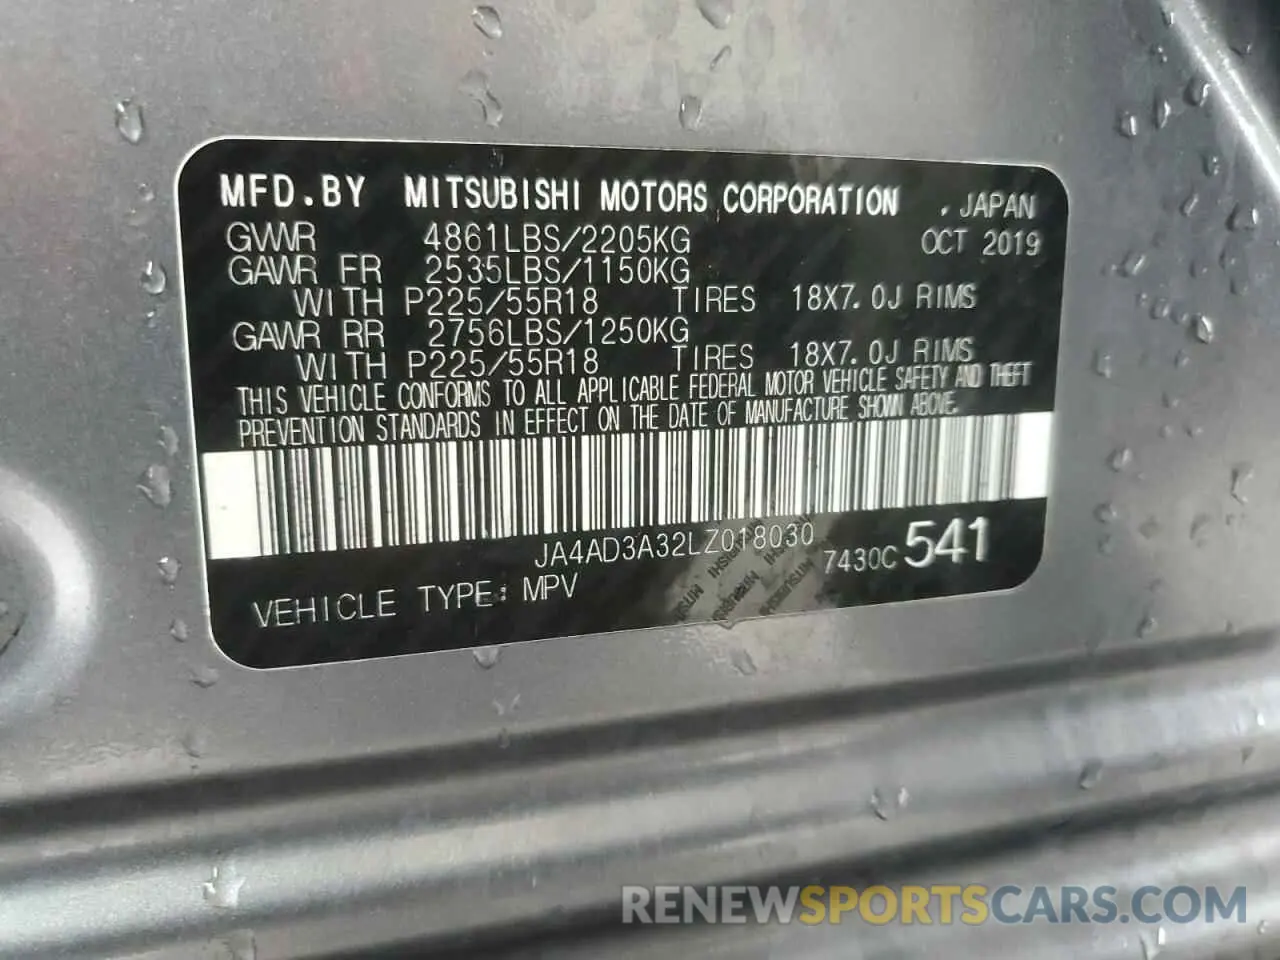 MFD.BY MITSUBISHI MOTORS CORPORATION , JAPAN
GVWR 4861LBS/2205KG OCT 2019
GAWR FR 2535LBS/1150KG
WITH P225/55R18 TIRES 18X7.0J RIMS
GAWR RR 2756LBS/1250KG
WITH P225/55R18 TIRES 18X7.0J RIMS
THIS VEHICLE CONFORMS TO ALL APPLICABLE FEDERAL MOTOR VEHICLE SAFETY AND THEFT
PREVENTION STANDARDS IN EFFECT ON THE DATE OF MANUFACTURE SHOWN ABOVE.
JA4AD3A32LZ018030 7430C 541
VEHICLE TYPE: MPV
RENEWSPORTSCARS.COM